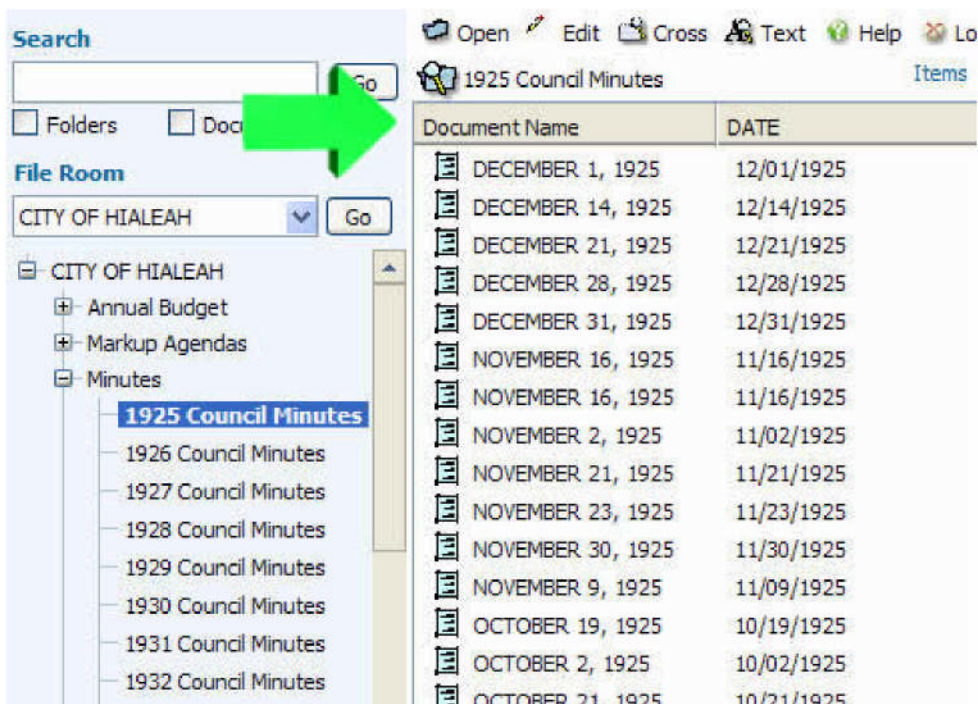 Search
Go
Folders
File Room
CITY OF HIALEAH Go
CITY OF HIALEAH
Annual Budget
Markup Agendas
Minutes
1925 Council Minutes
1926 Council Minutes
1927 Council Minutes
1928 Council Minutes
1929 Council Minutes
1930 Council Minutes
1931 Council Minutes
1932 Council Minutes
Open Edit Cross Text Help Lo
1925 Council Minutes Items
Document Name DATE
DECEMBER 1, 1925 12/01/1925
DECEMBER 14, 1925 12/14/1925
DECEMBER 21, 1925 12/21/1925
DECEMBER 28, 1925 12/28/1925
DECEMBER 31, 1925 12/31/1925
NOVEMBER 16, 1925 11/16/1925
NOVEMBER 16, 1925 11/16/1925
NOVEMBER 2, 1925 11/02/1925
NOVEMBER 21, 1925 11/21/1925
NOVEMBER 23, 1925 11/23/1925
NOVEMBER 30, 1925 11/30/1925
NOVEMBER 9, 1925 11/09/1925
OCTOBER 19, 1925 10/19/1925
OCTOBER 2, 1925 10/02/1925
OCTOBER 21, 1925 10/21/1925